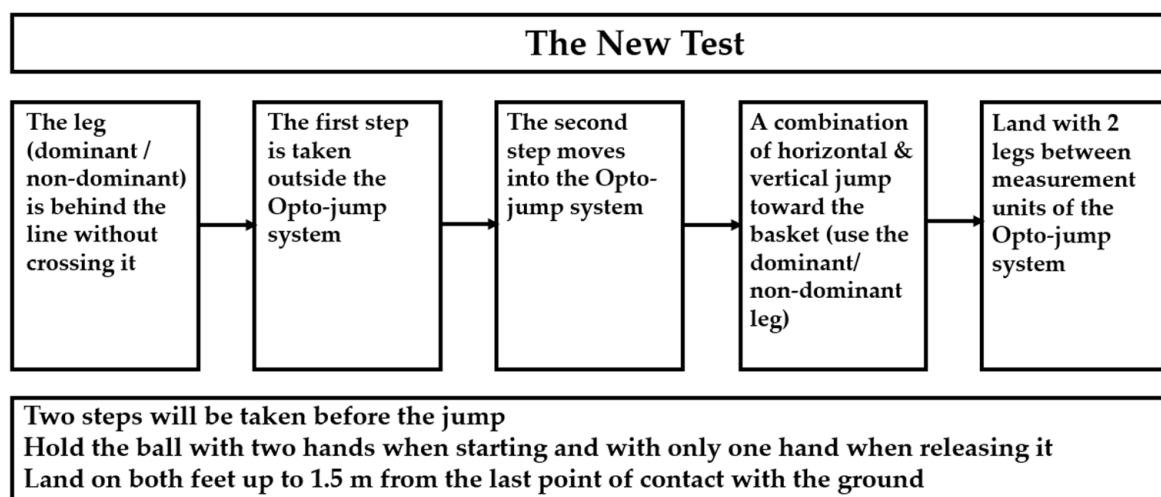 The New Test
The leg
(dominant /
non-dominant)
is behind the
line without
crossing it
The first step
is taken
outside the
Opto-jump
system
The second
step moves
into the Opto-
jump system
A combination
of horizontal &
vertical jump
toward the
basket (use the
dominant/
non-dominant
leg)
Land with 2
legs between
measurement
units of the
Opto-jump
system
Two steps will be taken before the jump
Hold the ball with two hands when starting and with only one hand when releasing it
Land on both feet up to 1.5 m from the last point of contact with the ground